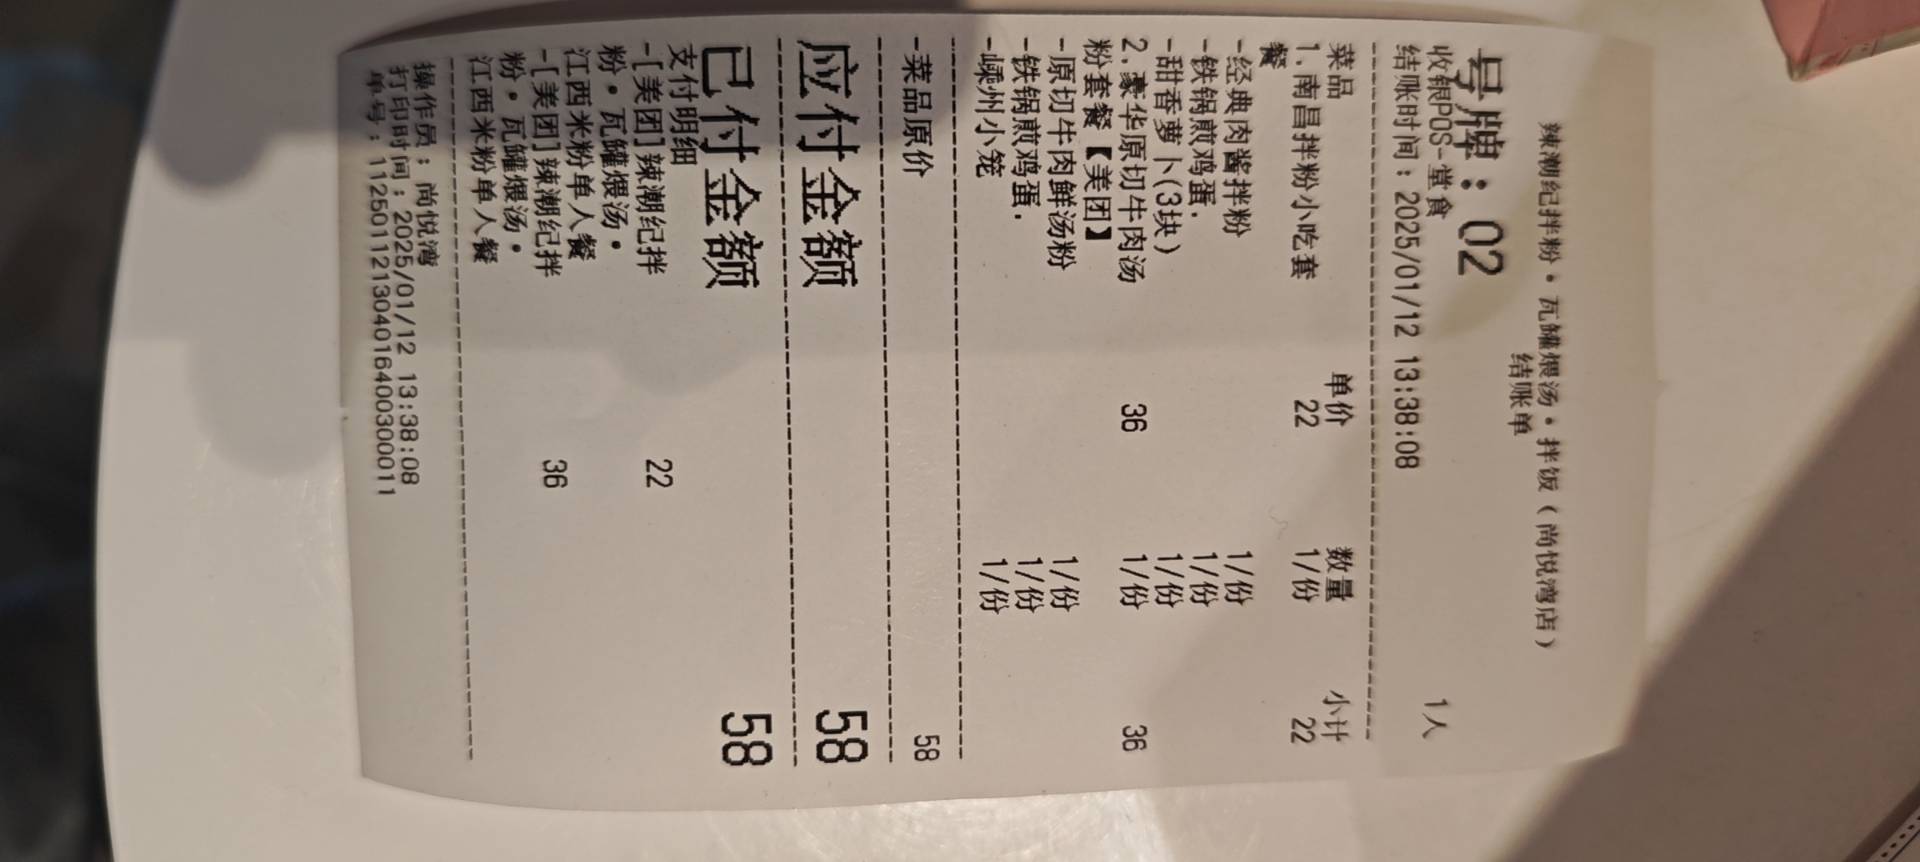 辣潮纪拌粉·瓦罐煨汤·拌饭（尚悦湾店）
结账单
号牌：02
收银POS-堂食 1人
结账时间：2025/01/12 13:38:08
菜品 单价 数量 小计
1、南昌拌粉小吃套 22 1/份 22
餐
-经典肉酱拌粉 1/份
-铁锅煎鸡蛋. 1/份
-甜香萝卜(3块) 1/份
2、豪华原切牛肉汤 36 1/份 36
粉套餐【美团】
-原切牛肉鲜汤粉 1/份
-铁锅煎鸡蛋. 1/份
-嵊州小笼 1/份
-菜品原价 58
应付金额 58
已付金额 58
支付明细
-[美团]辣潮纪拌 22
粉·瓦罐煨汤·
江西米粉单人餐
-[美团]辣潮纪拌 36
粉·瓦罐煨汤·
江西米粉单人餐
操作员：尚悦湾
打印时间：2025/01/12 13:38:08
单号：112501121304016400300011